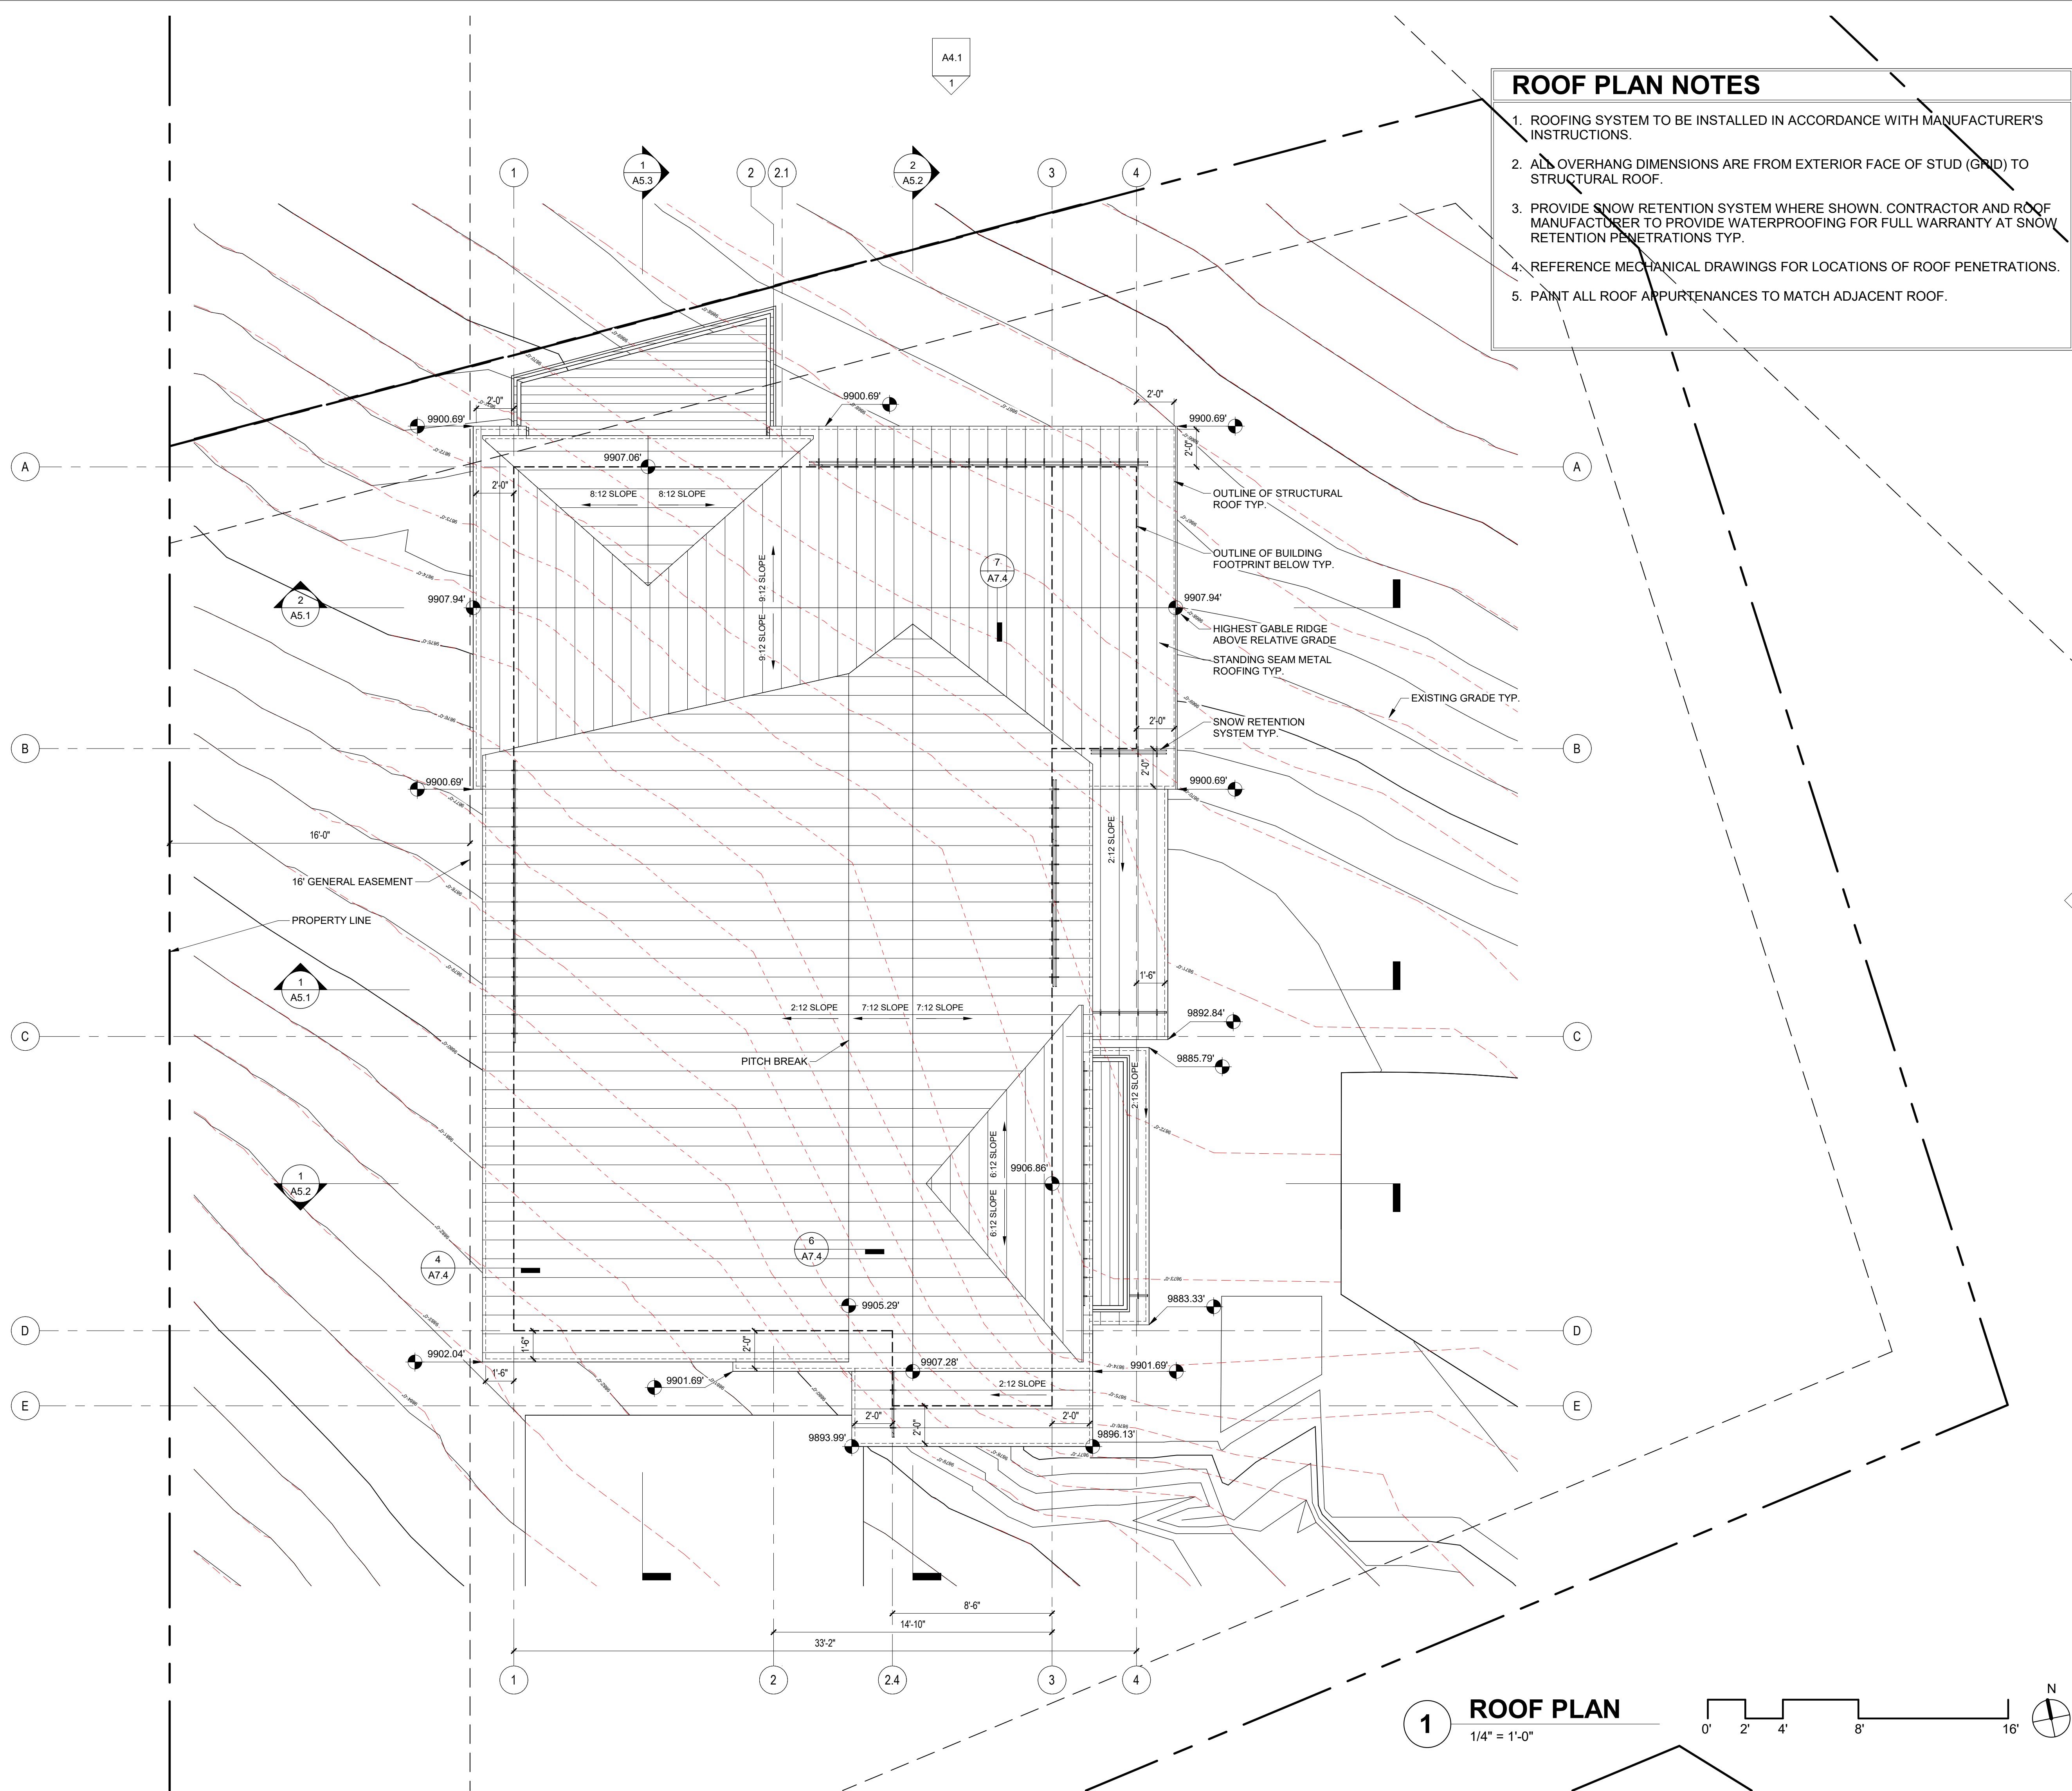 A4.1
1
ROOF PLAN NOTES
1. ROOFING SYSTEM TO BE INSTALLED IN ACCORDANCE WITH MANUFACTURER'S
INSTRUCTIONS.
2. ALL OVERHANG DIMENSIONS ARE FROM EXTERIOR FACE OF STUD (GRID) TO
STRUCTURAL ROOF.
3. PROVIDE SNOW RETENTION SYSTEM WHERE SHOWN. CONTRACTOR AND ROOF
MANUFACTURER TO PROVIDE WATERPROOFING FOR FULL WARRANTY AT SNOW
RETENTION PENETRATIONS TYP.
4. REFERENCE MECHANICAL DRAWINGS FOR LOCATIONS OF ROOF PENETRATIONS.
5. PAINT ALL ROOF APPURTENANCES TO MATCH ADJACENT ROOF.
1
1
A5.3
2
2.1
2
A5.2
3
4
2'-0"
9900.69'
9900.69'
2'-0"
9900.69'
2'-0"
A
A
9907.06'
2'-0"
8:12 SLOPE
8:12 SLOPE
OUTLINE OF STRUCTURAL
ROOF TYP.
OUTLINE OF BUILDING
FOOTPRINT BELOW TYP.
9:12 SLOPE
9:12 SLOPE
7
A7.4
2
A5.1
9907.94'
9907.94'
HIGHEST GABLE RIDGE
ABOVE RELATIVE GRADE
STANDING SEAM METAL
ROOFING TYP.
EXISTING GRADE TYP.
2'-0"
SNOW RETENTION
SYSTEM TYP.
B
B
2'-0"
9900.69'
9900.69'
16'-0"
2:12 SLOPE
16' GENERAL EASEMENT
PROPERTY LINE
1
A5.1
1'-6"
2:12 SLOPE
7:12 SLOPE
7:12 SLOPE
9892.84'
C
C
PITCH BREAK
9885.79'
2:12 SLOPE
6:12 SLOPE
6:12 SLOPE
9906.86'
1
A5.2
6
A7.4
4
A7.4
9905.29'
9883.33'
D
D
1'-6"
2'-0"
9902.04'
9907.28'
9901.69'
1'-6"
9901.69'
2:12 SLOPE
E
E
2'-0"
2'-0"
2'-0"
9893.99'
9896.13'
8'-6"
14'-10"
33'-2"
1
2
2.4
3
4
1
ROOF PLAN
1/4" = 1'-0"
0'
2'
4'
8'
16'
N